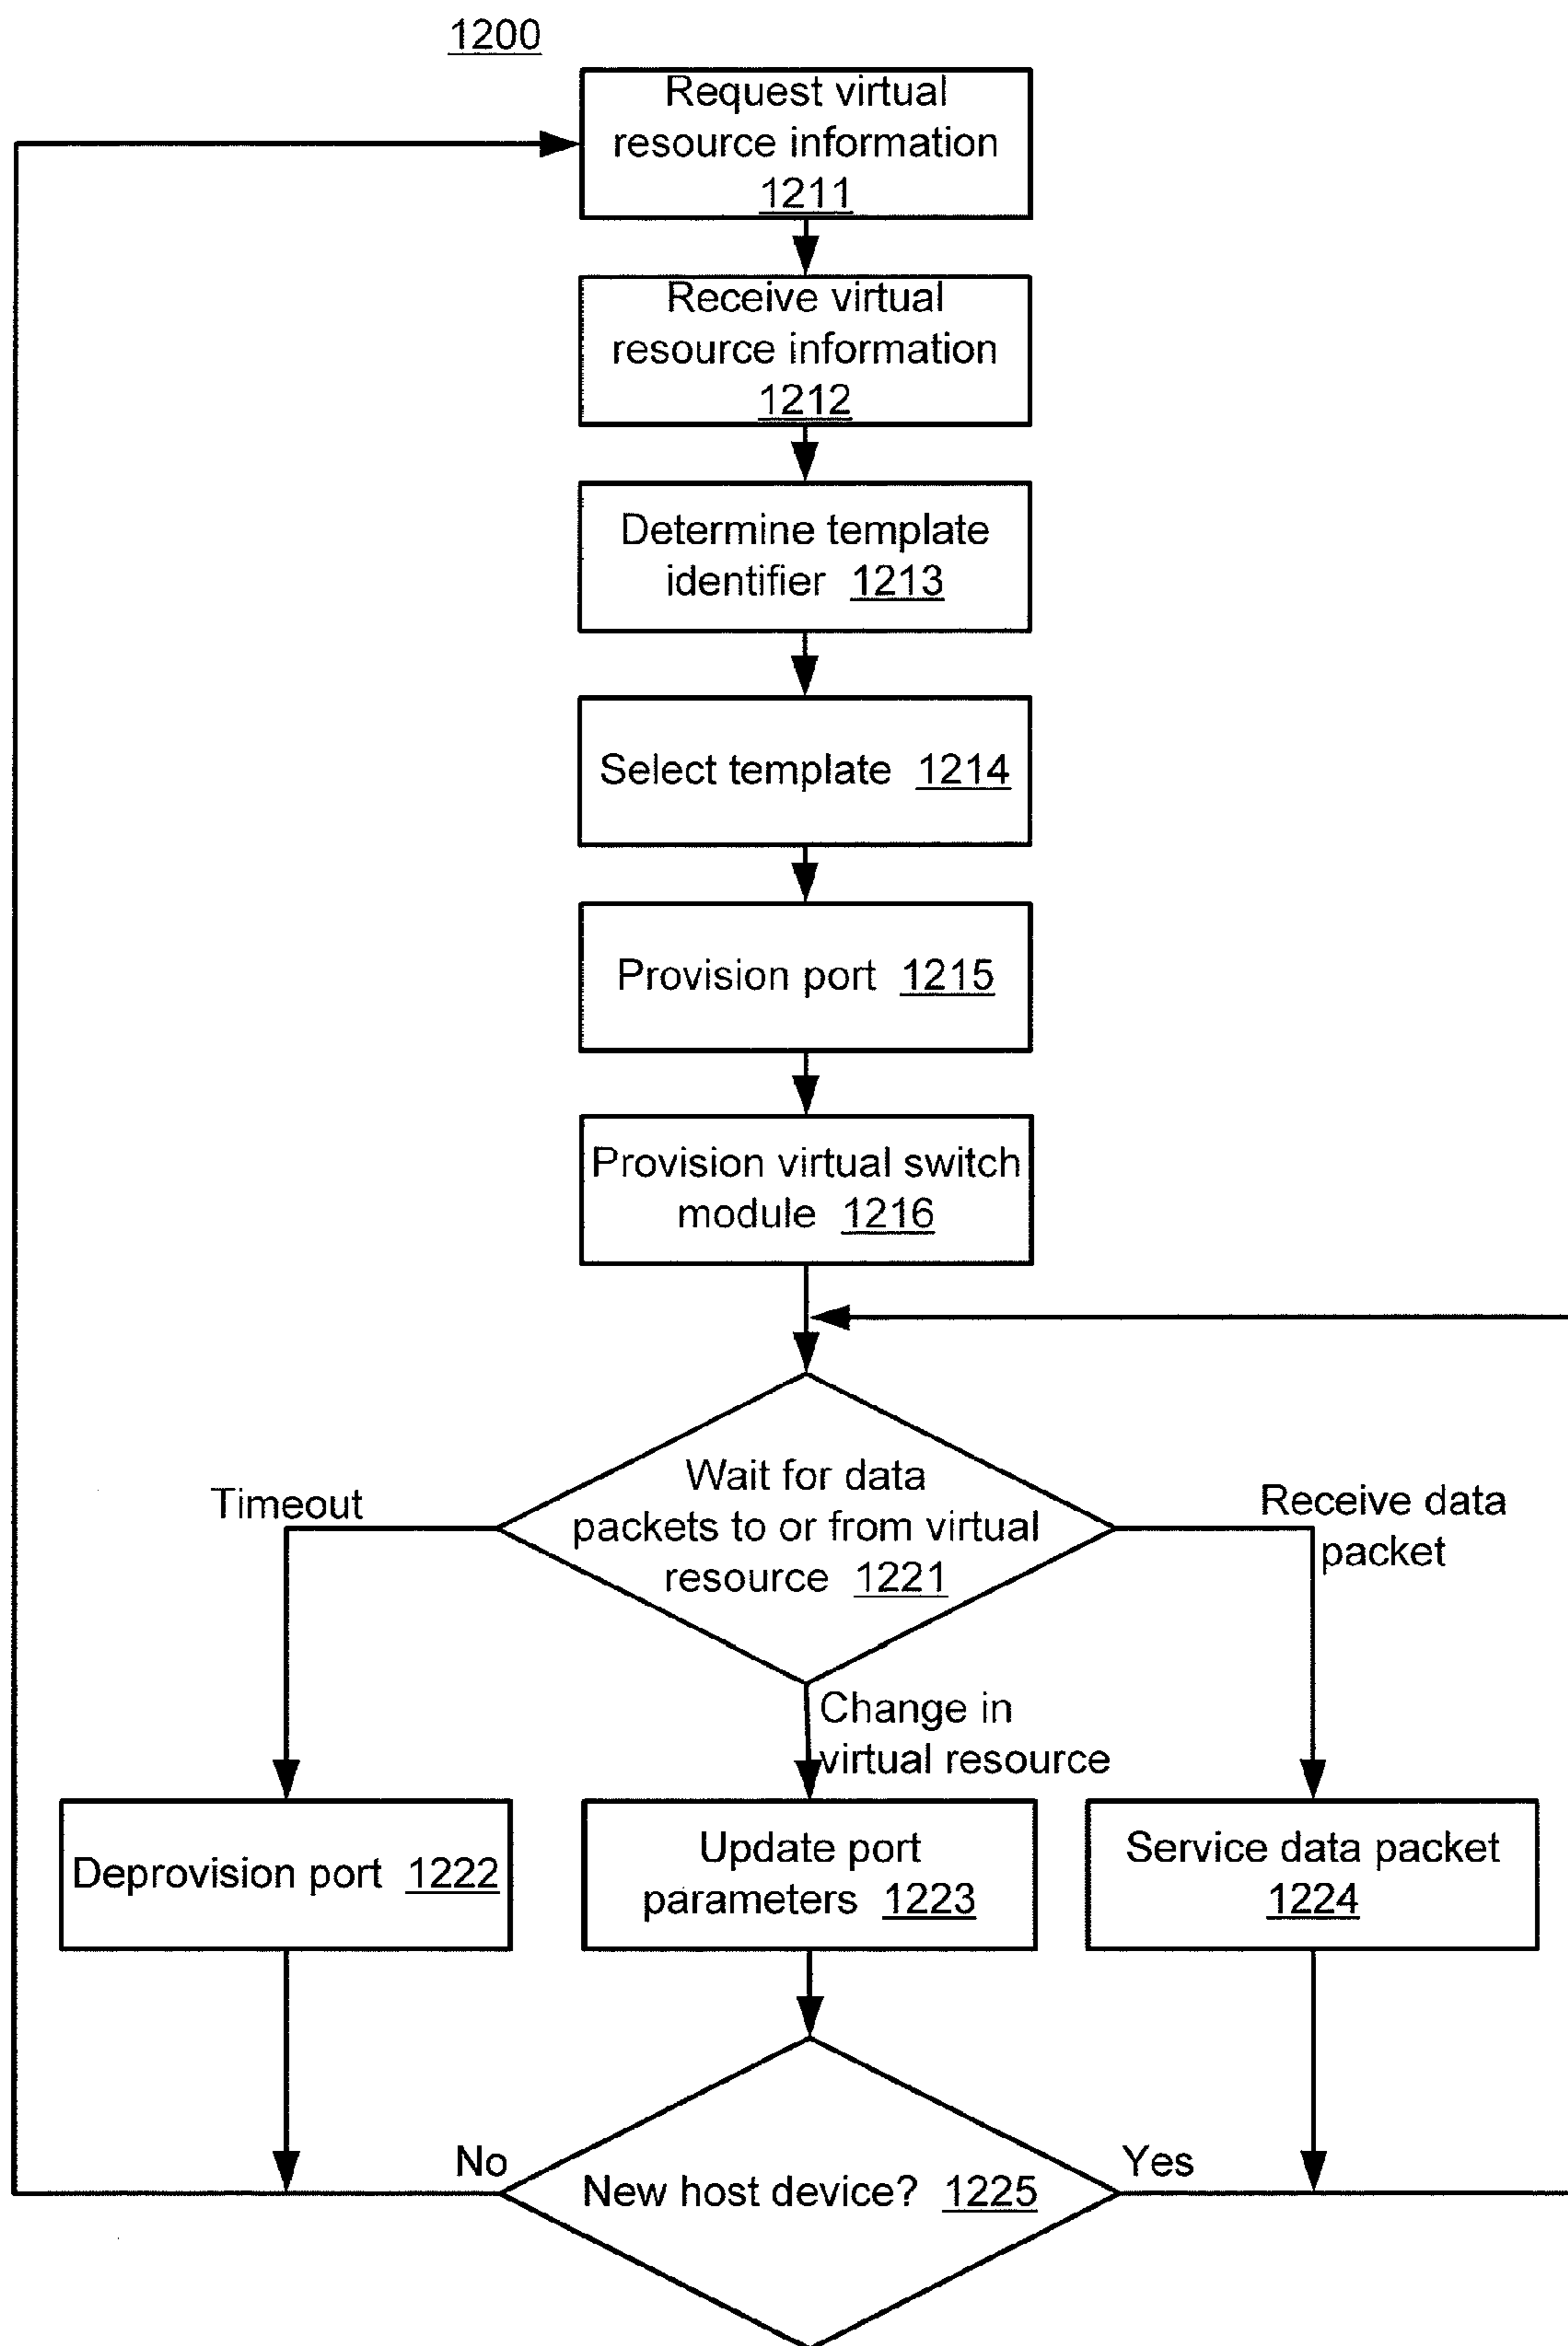 1200
Request virtual
resource information
1211
Receive virtual
resource information
1212
Determine template
identifier 1213
Select template 1214
Provision port 1215
Provision virtual switch
module 1216
Wait for data
packets to or from virtual
resource 1221
Timeout
Receive data
packet
Change in
virtual resource
Deprovision port 1222
Update port
parameters 1223
Service data packet
1224
No
New host device? 1225
Yes